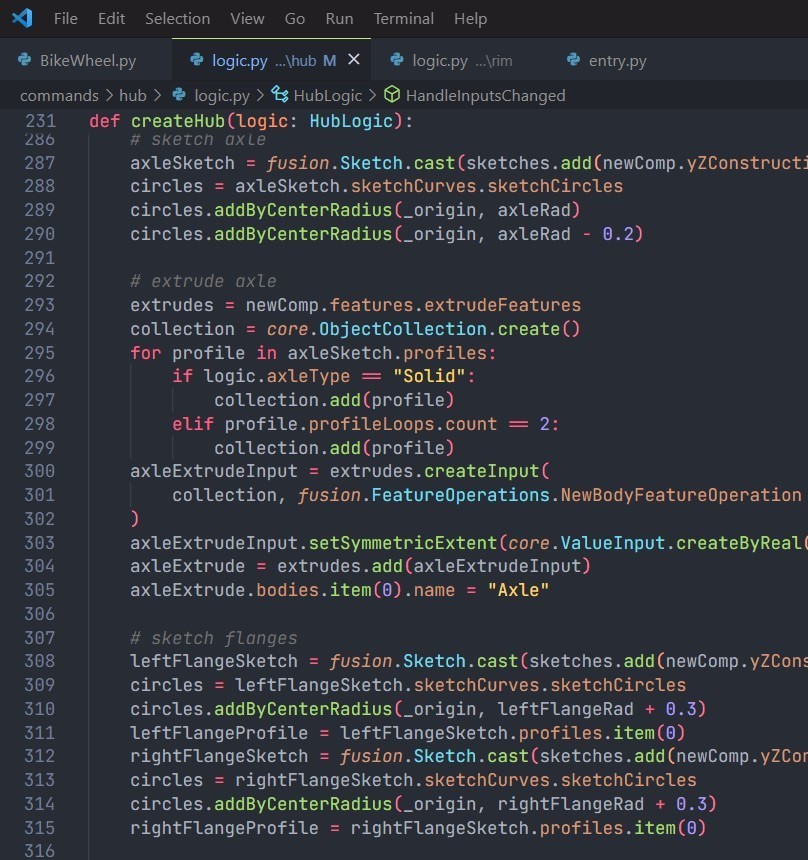 File Edit Selection View Go Run Terminal Help
BikeWheel.py logic.py ...\hub M × logic.py ...\rim entry.py
commands > hub > logic.py > HubLogic > HandleInputsChanged
231 def createHub(logic: HubLogic):
286 # sketch axle
287 axleSketch = fusion.Sketch.cast(sketches.add(newComp.yZConstructi
288 circles = axleSketch.sketchCurves.sketchCircles
289 circles.addByCenterRadius(_origin, axleRad)
290 circles.addByCenterRadius(_origin, axleRad - 0.2)
291
292 # extrude axle
293 extrudes = newComp.features.extrudeFeatures
294 collection = core.ObjectCollection.create()
295 for profile in axleSketch.profiles:
296 if logic.axleType == "Solid":
297 collection.add(profile)
298 elif profile.profileLoops.count == 2:
299 collection.add(profile)
300 axleExtrudeInput = extrudes.createInput(
301 collection, fusion.FeatureOperations.NewBodyFeatureOperation
302 )
303 axleExtrudeInput.setSymmetricExtent(core.ValueInput.createByReal(
304 axleExtrude = extrudes.add(axleExtrudeInput)
305 axleExtrude.bodies.item(0).name = "Axle"
306
307 # sketch flanges
308 leftFlangeSketch = fusion.Sketch.cast(sketches.add(newComp.yZCons
309 circles = leftFlangeSketch.sketchCurves.sketchCircles
310 circles.addByCenterRadius(_origin, leftFlangeRad + 0.3)
311 leftFlangeProfile = leftFlangeSketch.profiles.item(0)
312 rightFlangeSketch = fusion.Sketch.cast(sketches.add(newComp.yZCon
313 circles = rightFlangeSketch.sketchCurves.sketchCircles
314 circles.addByCenterRadius(_origin, rightFlangeRad + 0.3)
315 rightFlangeProfile = rightFlangeSketch.profiles.item(0)
316